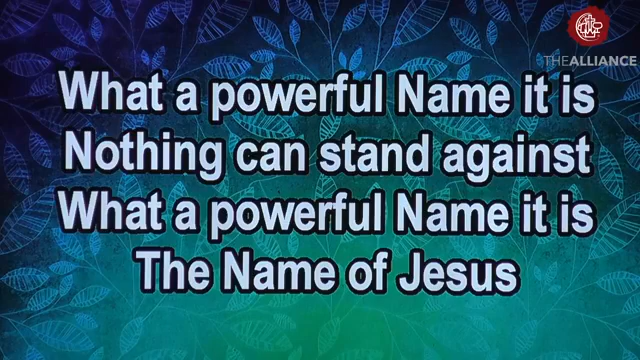 THEALLIANCE
What a powerful Name it is
Nothing can stand against
What a powerful Name it is
The Name of Jesus